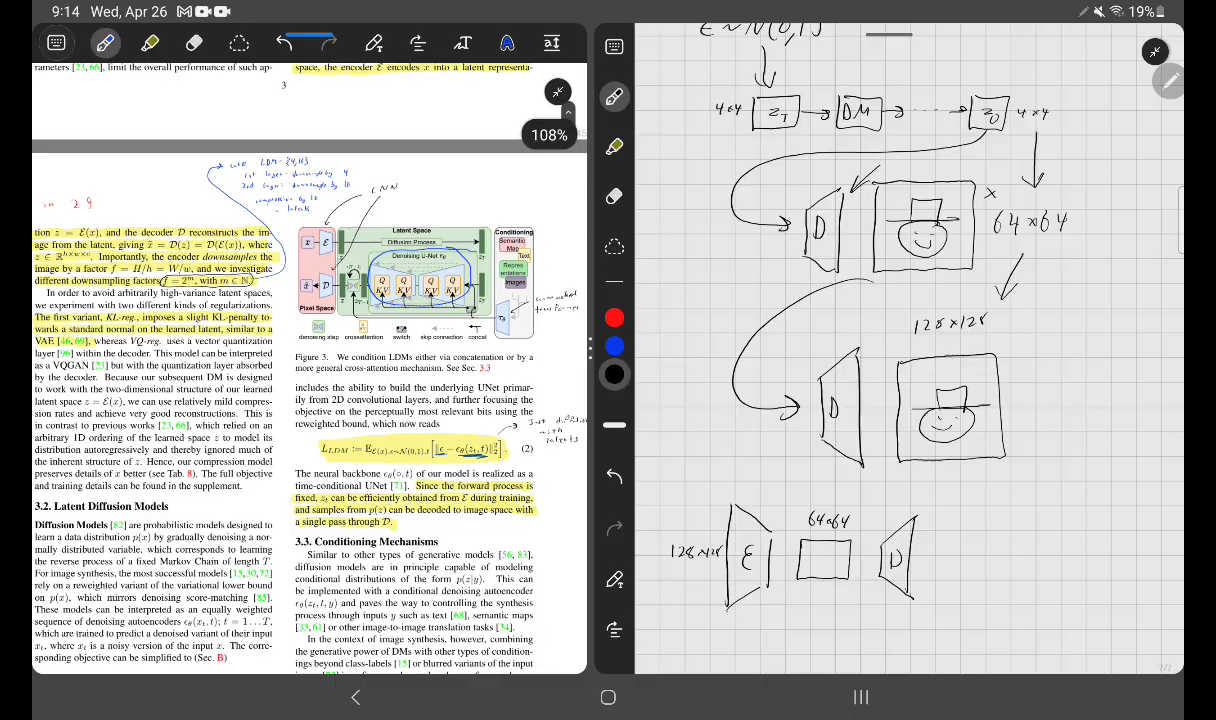 9:14 Wed, Apr 26
19%
rameters [23, 66], limit the overall performance of such ap-
space, the encoder ℰ encodes x into a latent representa-
3
108%
use LDM-{4,16}
1st layer: downsample by 4
2nd layer: downsample by 16
compression by 16
in latents
in 29
CNN
tion z = ℰ(x), and the decoder D reconstructs the im-
age from the latent, giving x̃ = D(z) = D(ℰ(x)), where
z ∈ ℝʰˣʷˣᶜ. Importantly, the encoder downsamples the
image by a factor f = H/h = W/w, and we investigate
different downsampling factors f = 2ᵐ, with m ∈ ℕ.
In order to avoid arbitrarily high-variance latent spaces,
we experiment with two different kinds of regularizations.
The first variant, KL-reg., imposes a slight KL-penalty to-
wards a standard normal on the learned latent, similar to a
VAE [46, 69], whereas VQ-reg. uses a vector quantization
layer [96] within the decoder. This model can be interpreted
as a VQGAN [23] but with the quantization layer absorbed
by the decoder. Because our subsequent DM is designed
to work with the two-dimensional structure of our learned
latent space z = ℰ(x), we can use relatively mild compres-
sion rates and achieve very good reconstructions. This is
in contrast to previous works [23, 66], which relied on an
arbitrary 1D ordering of the learned space z to model its
distribution autoregressively and thereby ignored much of
the inherent structure of z. Hence, our compression model
preserves details of x better (see Tab. 8). The full objective
and training details can be found in the supplement.
3.2. Latent Diffusion Models
Diffusion Models [82] are probabilistic models designed to
learn a data distribution p(x) by gradually denoising a nor-
mally distributed variable, which corresponds to learning
the reverse process of a fixed Markov Chain of length T.
For image synthesis, the most successful models [15,30,72]
rely on a reweighted variant of the variational lower bound
on p(x), which mirrors denoising score-matching [85].
These models can be interpreted as an equally weighted
sequence of denoising autoencoders ϵθ(xt, t); t = 1 . . . T,
which are trained to predict a denoised variant of their input
xt, where xt is a noisy version of the input x. The corre-
sponding objective can be simplified to (Sec. B)
Latent Space
Conditioning
Diffusion Process
Denoising U-Net ϵθ
Semantic Map
Text
Repres entations
Images
x
ℰ
z
zT
x̃
D
Q
KV
Q
KV
Q
KV
Q
KV
τθ
Pixel Space
denoising step
crossattention
switch
skip connection
concat
Figure 3. We condition LDMs either via concatenation or by a
more general cross-attention mechanism. See Sec. 3.3
includes the ability to build the underlying UNet primar-
ily from 2D convolutional layers, and further focusing the
objective on the perceptually most relevant bits using the
reweighted bound, which now reads
Just diffusion
with
latents
L_LDM := 𝔼_ℰ(x),ϵ∼N(0,1),t [‖ϵ − ϵθ(zt, t)‖²₂]. (2)
The neural backbone ϵθ(∘, t) of our model is realized as a
time-conditional UNet [71]. Since the forward process is
fixed, zt can be efficiently obtained from ℰ during training,
and samples from p(z) can be decoded to image space with
a single pass through D.
3.3. Conditioning Mechanisms
Similar to other types of generative models [56, 83],
diffusion models are in principle capable of modeling
conditional distributions of the form p(z|y). This can
be implemented with a conditional denoising autoencoder
ϵθ(zt, t, y) and paves the way to controlling the synthesis
process through inputs y such as text [68], semantic maps
[33, 61] or other image-to-image translation tasks [34].
In the context of image synthesis, however, combining
the generative power of DMs with other types of condition-
ings beyond class-labels [15] or blurred variants of the input
ϵ~N(0,1)
4×4 zT DM ... z0 4×4
D x
64×64
128×128
D
64×64
128×128 ℰ D
7/7